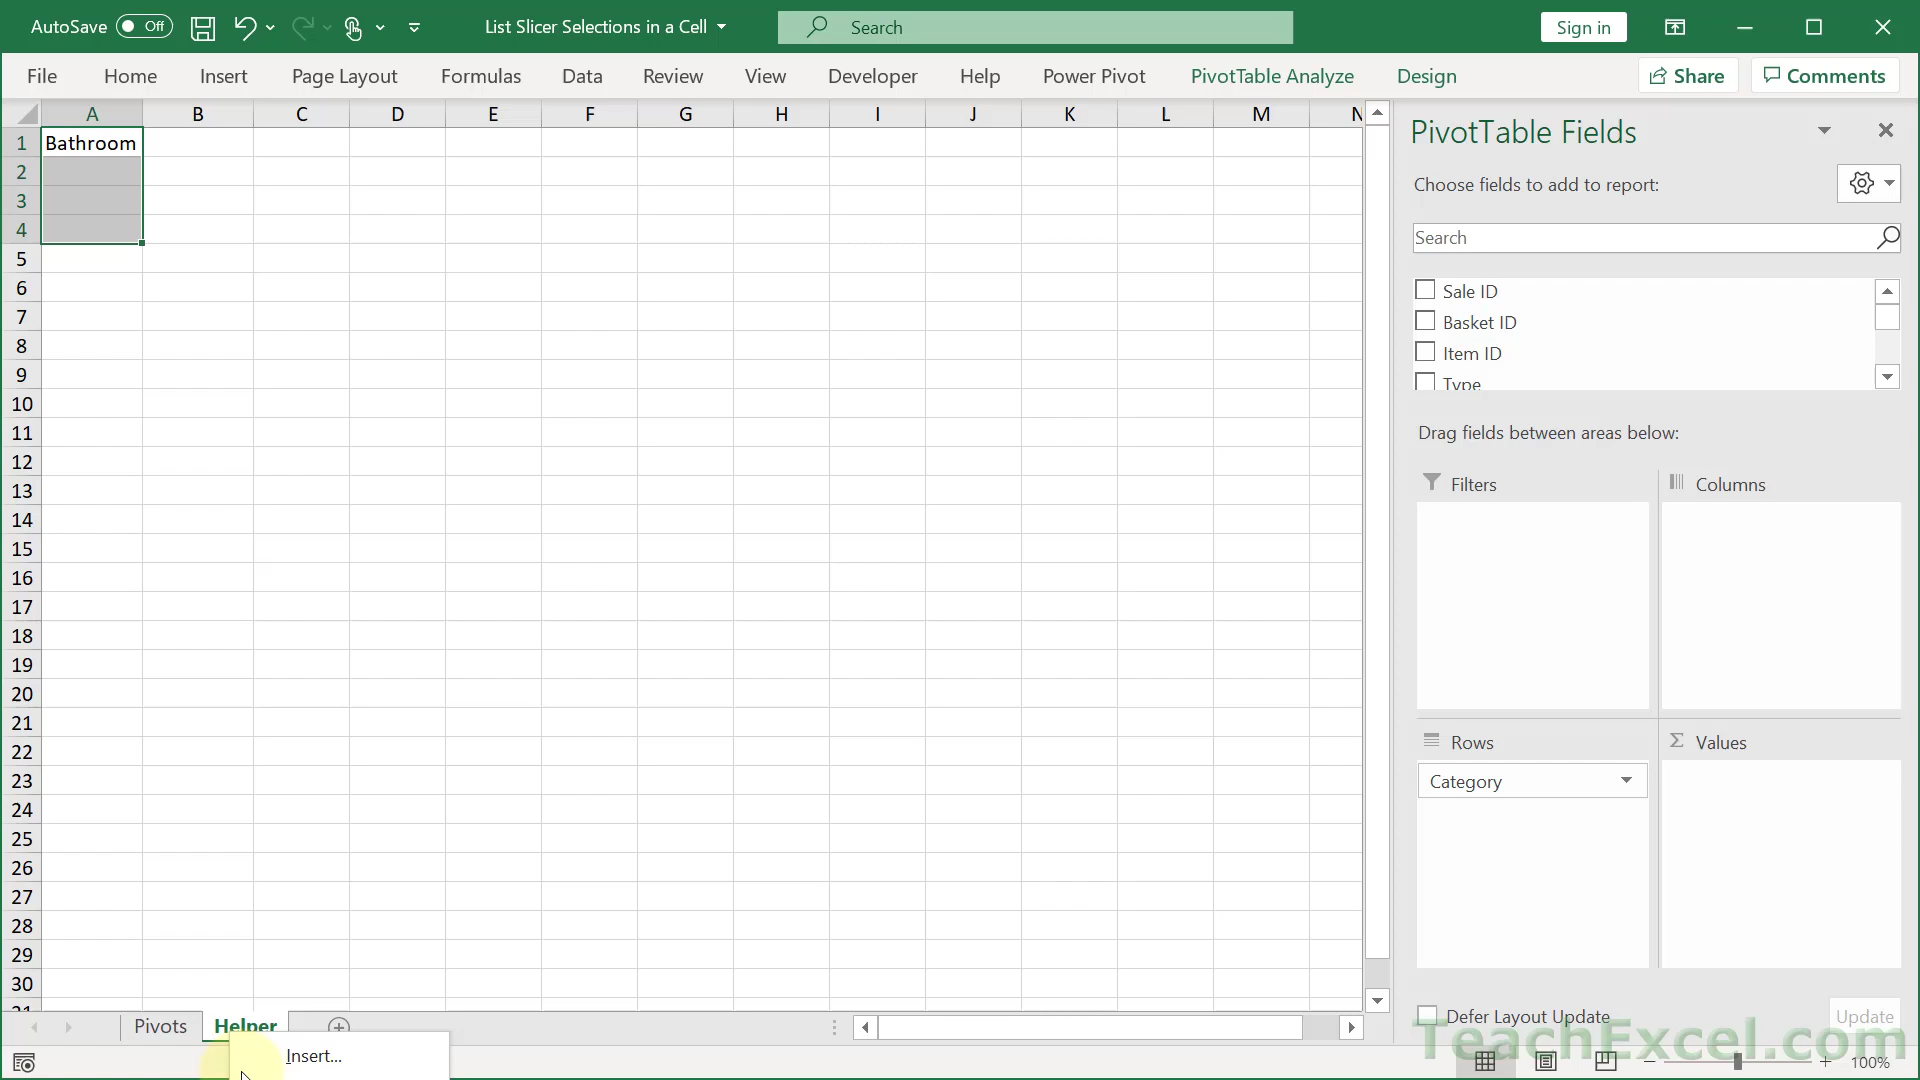 AutoSave Off List Slicer Selections in a Cell Search Sign in
File Home Insert Page Layout Formulas Data Review View Developer Help Power Pivot PivotTable Analyze Design Share Comments
A B C D E F G H I J K L M N
1 Bathroom
2
3
4
5
6
7
8
9
10
11
12
13
14
15
16
17
18
19
20
21
22
23
24
25
26
27
28
29
30
31
PivotTable Fields
Choose fields to add to report:
Search
Sale ID
Basket ID
Item ID
Type
Drag fields between areas below:
Filters Columns
Rows Σ Values
Category
Defer Layout Update Update
Pivots Helper
Insert...
TeachExcel.com
100%